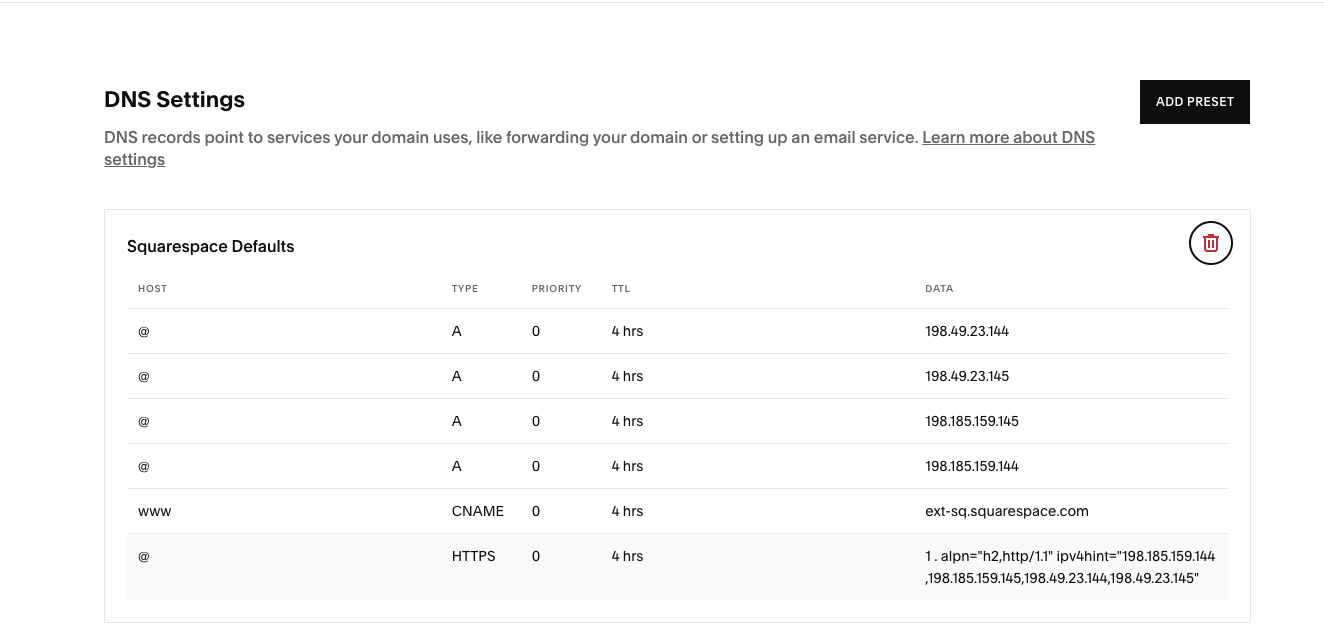 DNS Settings
ADD PRESET
DNS records point to services your domain uses, like forwarding your domain or setting up an email service. Learn more about DNS
settings
Squarespace Defaults
HOST TYPE PRIORITY TTL DATA
@ A 0 4 hrs 198.49.23.144
@ A 0 4 hrs 198.49.23.145
@ A 0 4 hrs 198.185.159.145
@ A 0 4 hrs 198.185.159.144
www CNAME 0 4 hrs ext-sq.squarespace.com
@ HTTPS 0 4 hrs 1 . alpn="h2,http/1.1" ipv4hint="198.185.159.144
,198.185.159.145,198.49.23.144,198.49.23.145"